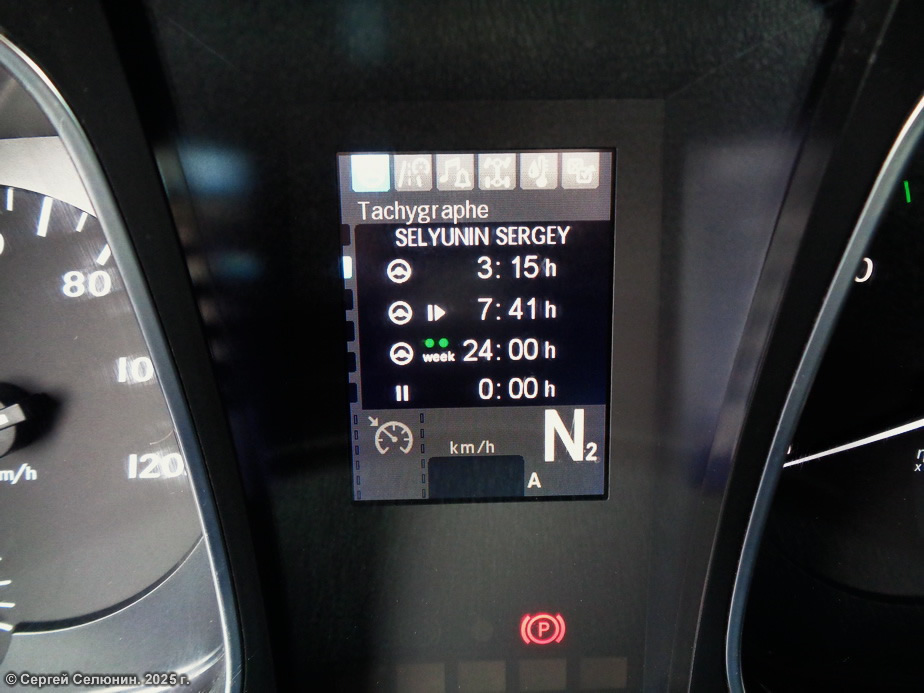 Tachygraphe
SELYUNIN SERGEY
3:15 h
7:41 h
week 24:00 h
0:00 h
km/h
N2
A
80
100
120
P
© Сергей Селюнин. 2025 г.